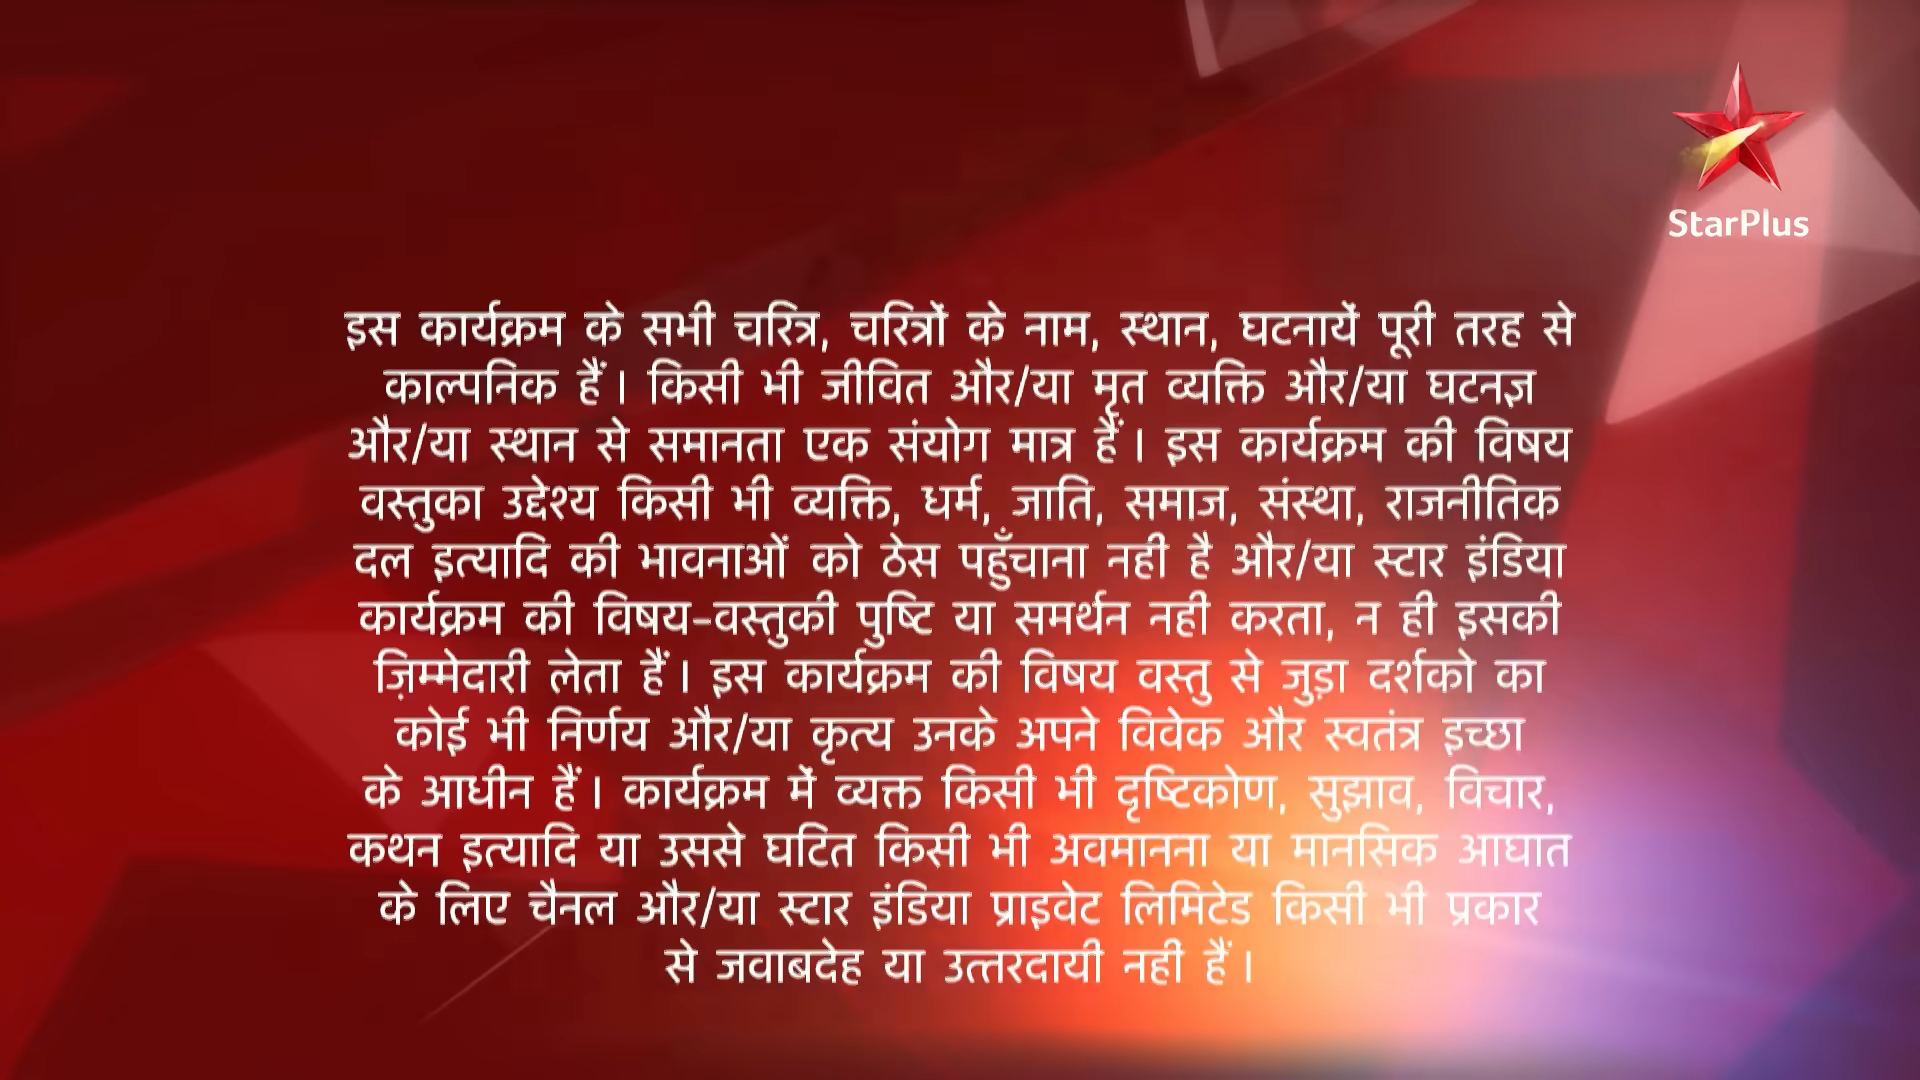 StarPlus
इस कार्यक्रम के सभी चरित्र, चरित्रों के नाम, स्थान, घटनायें पूरी तरह से
काल्पनिक हैं। किसी भी जीवित और/या मृत व्यक्ति और/या घटनज्ञ
और/या स्थान से समानता एक संयोग मात्र हैं। इस कार्यक्रम की विषय
वस्तुका उद्देश्य किसी भी व्यक्ति, धर्म, जाति, समाज, संस्था, राजनीतिक
दल इत्यादि की भावनाओं को ठेस पहुँचाना नही है और/या स्टार इंडिया
कार्यक्रम की विषय-वस्तुकी पुष्टि या समर्थन नही करता, न ही इसकी
ज़िम्मेदारी लेता हैं। इस कार्यक्रम की विषय वस्तु से जुड़ा दर्शको का
कोई भी निर्णय और/या कृत्य उनके अपने विवेक और स्वतंत्र इच्छा
के आधीन हैं। कार्यक्रम में व्यक्त किसी भी दृष्टिकोण, सुझाव, विचार,
कथन इत्यादि या उससे घटित किसी भी अवमानना या मानसिक आघात
के लिए चैनल और/या स्टार इंडिया प्राइवेट लिमिटेड किसी भी प्रकार
से जवाबदेह या उत्तरदायी नही हैं।